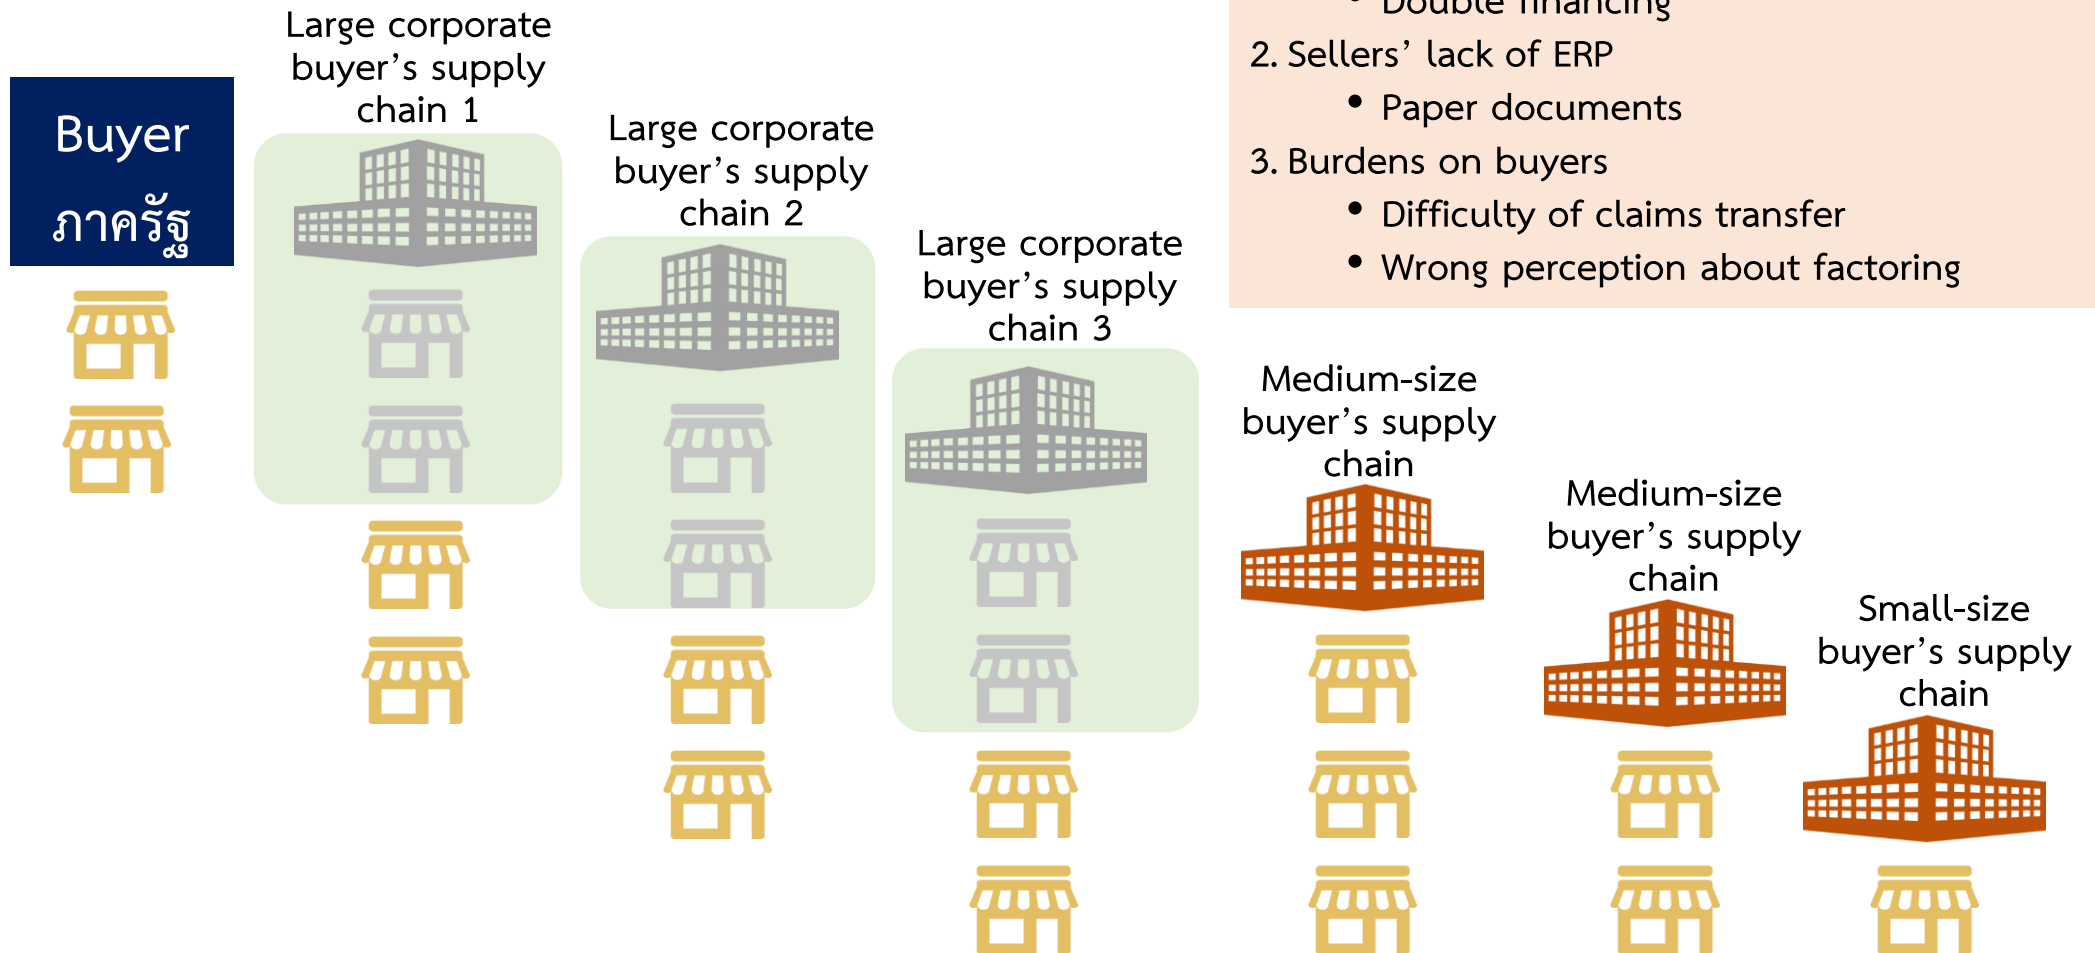 Large corporate
buyer's supply
chain 1
Buyer
ภาครัฐ
Large corporate
buyer's supply
chain 2
Large corporate
buyer's supply
chain 3
• Double financing
2. Sellers' lack of ERP
• Paper documents
3. Burdens on buyers
• Difficulty of claims transfer
• Wrong perception about factoring
Medium-size
buyer's supply
chain
Medium-size
buyer's supply
chain
Small-size
buyer's supply
chain